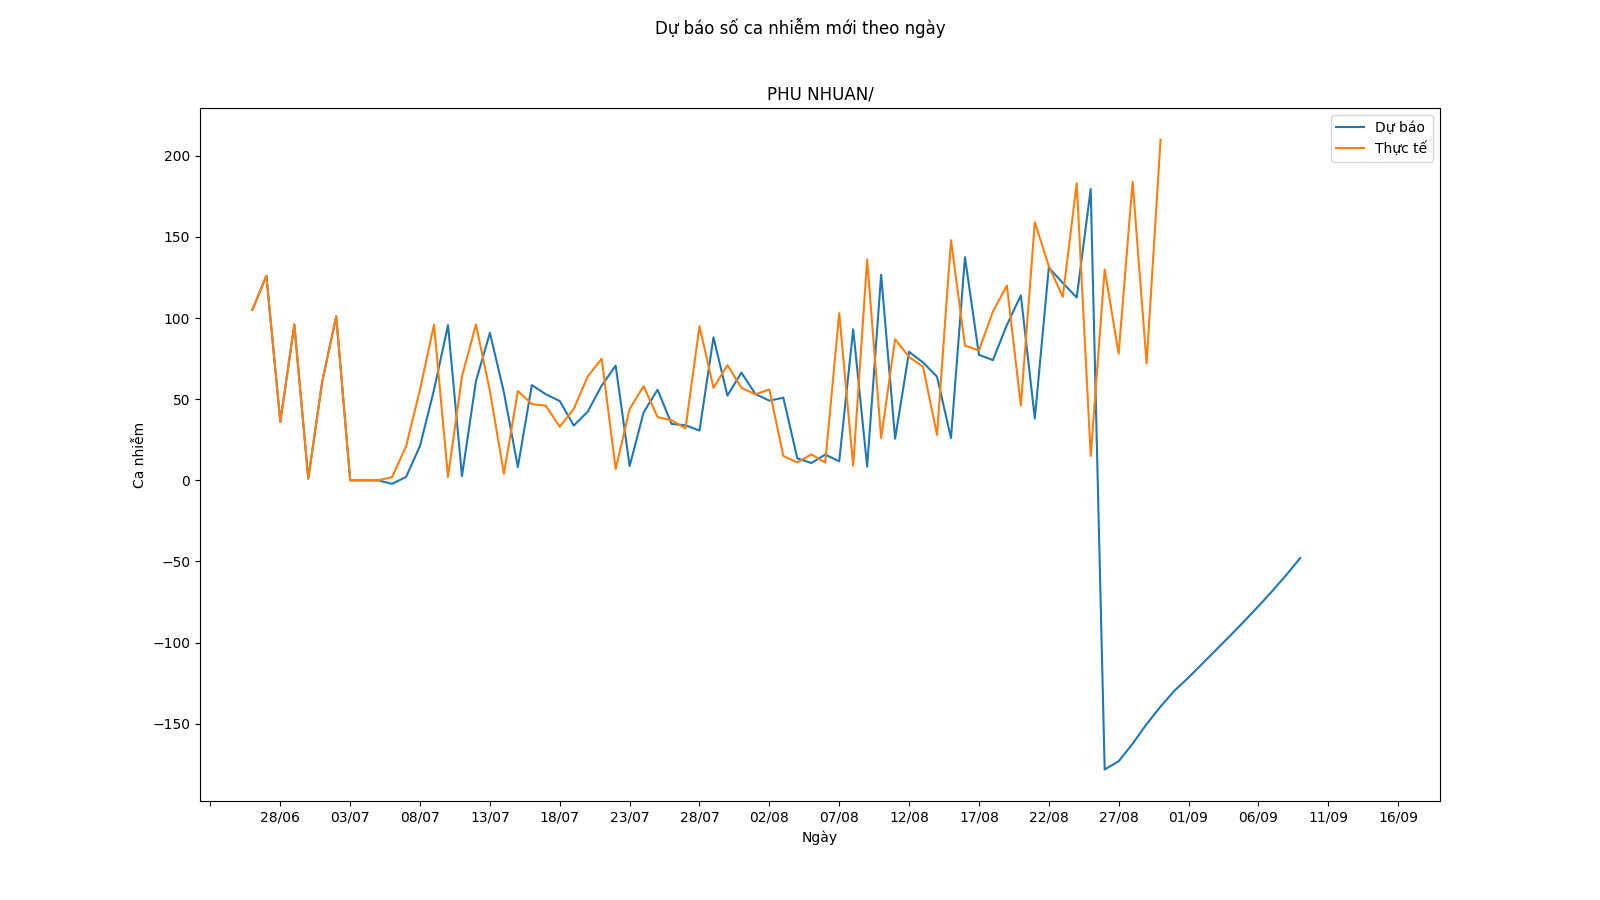 Dự báo số ca nhiễm mới theo ngày
PHU NHUAN/
Dự báo
Thực tế
200
150
100
50
0
−50
−100
−150
Ca nhiễm
28/06 03/07 08/07 13/07 18/07 23/07 28/07 02/08 07/08 12/08 17/08 22/08 27/08 01/09 06/09 11/09 16/09
Ngày